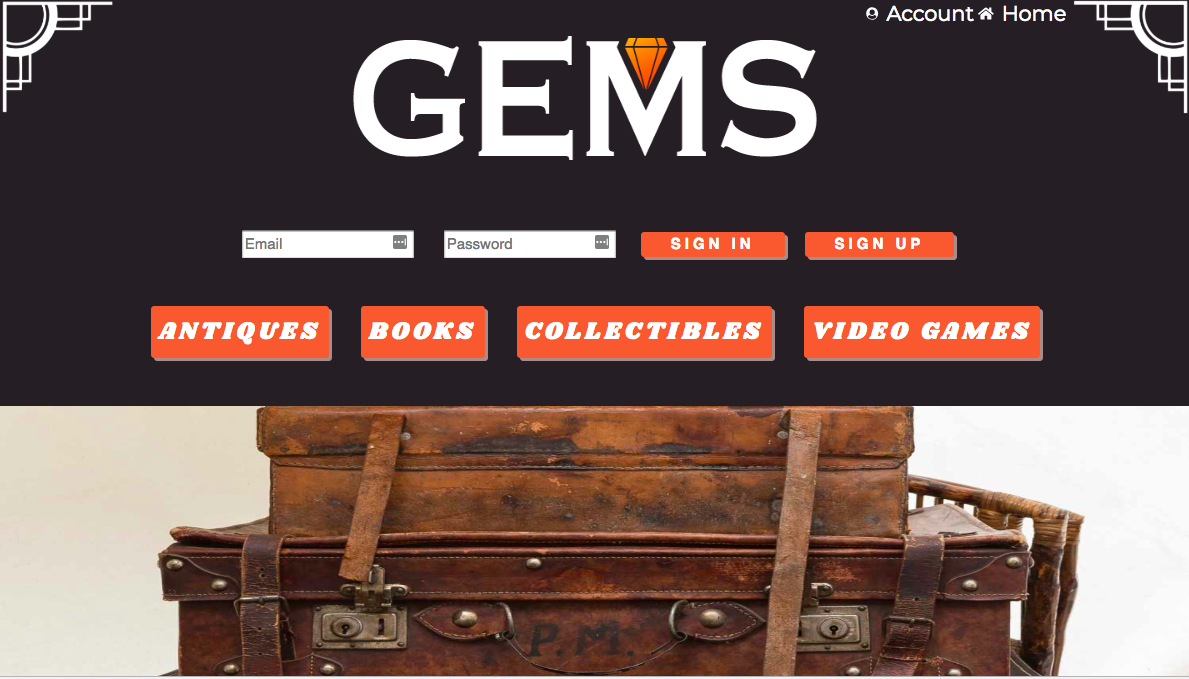 Account Home
GEMS
Email Password SIGN IN SIGN UP
ANTIQUES BOOKS COLLECTIBLES VIDEO GAMES
P.M.